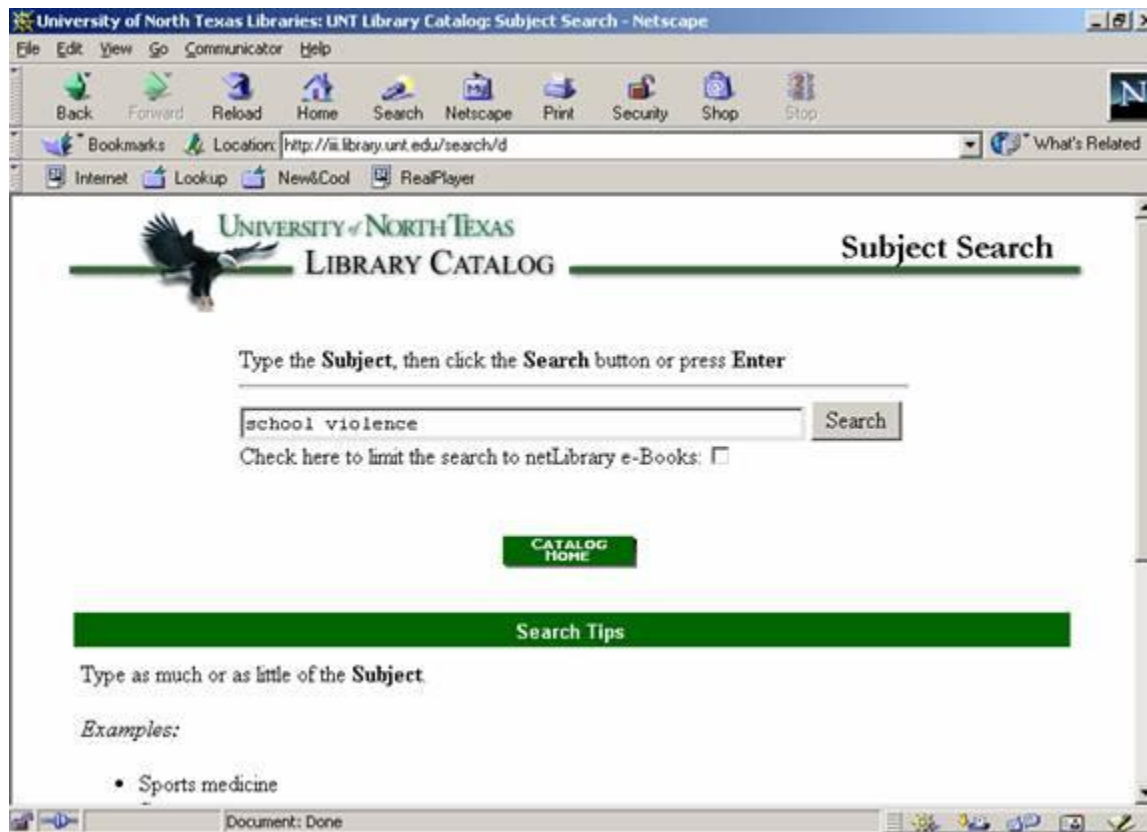 University of North Texas Libraries: UNT Library Catalog: Subject Search - Netscape
File Edit View Go Communicator Help
Back Forward Reload Home Search Netscape Print Security Shop Stop
Bookmarks Location: http://iii.library.unt.edu/search/d What's Related
Internet Lookup New&Cool RealPlayer
UNIVERSITY of NORTH TEXAS
LIBRARY CATALOG
Subject Search
Type the Subject, then click the Search button or press Enter
school violence Search
Check here to limit the search to netLibrary e-Books:
CATALOG
HOME
Search Tips
Type as much or as little of the Subject.
Examples:
• Sports medicine
Document: Done